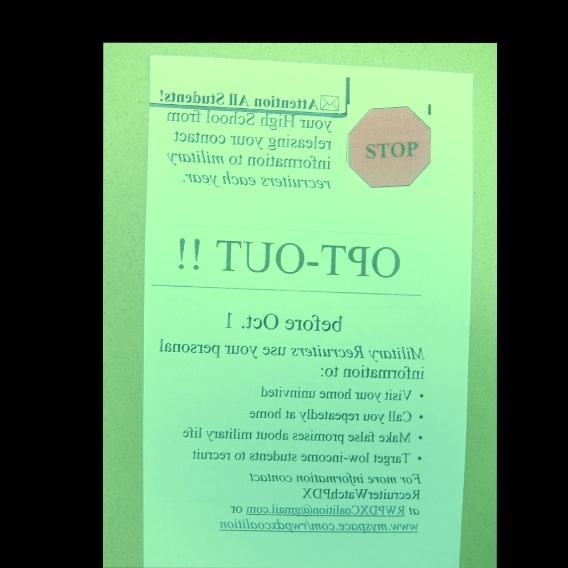 Attention All Students!
STOP
your High School from
releasing your contact
information to military
recruiters each year.
OPT-OUT !!
before Oct. 1
Military Recruiters use your personal
information to:
• Visit your home uninvited
• Call you repeatedly at home
• Make false promises about military life
• Target low-income students to recruit
For more information contact
RecruiterWatchPDX
at RWPDXCoalition@gmail.com or
www.myspace.com/rwpdxcoalition